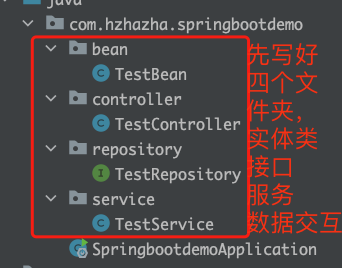 java
com.hzhazha.springbootdemo
bean
TestBean
controller
TestController
repository
TestRepository
service
TestService
SpringbootdemoApplication
先写好
四个文
件夹,
实体类
接口
服务
数据交互